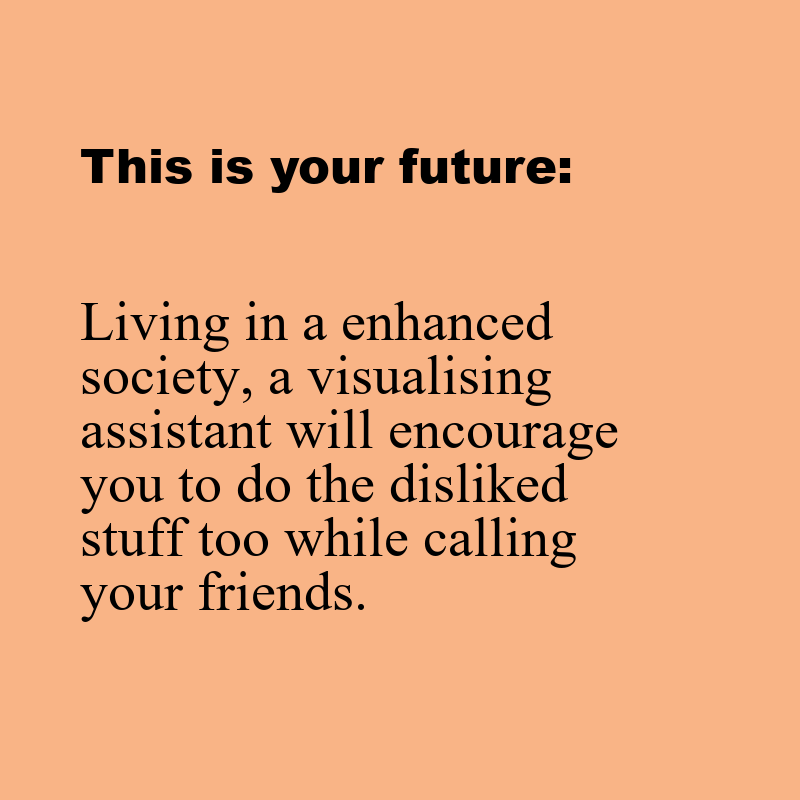 This is your future:
Living in a enhanced
society, a visualising
assistant will encourage
you to do the disliked
stuff too while calling
your friends.